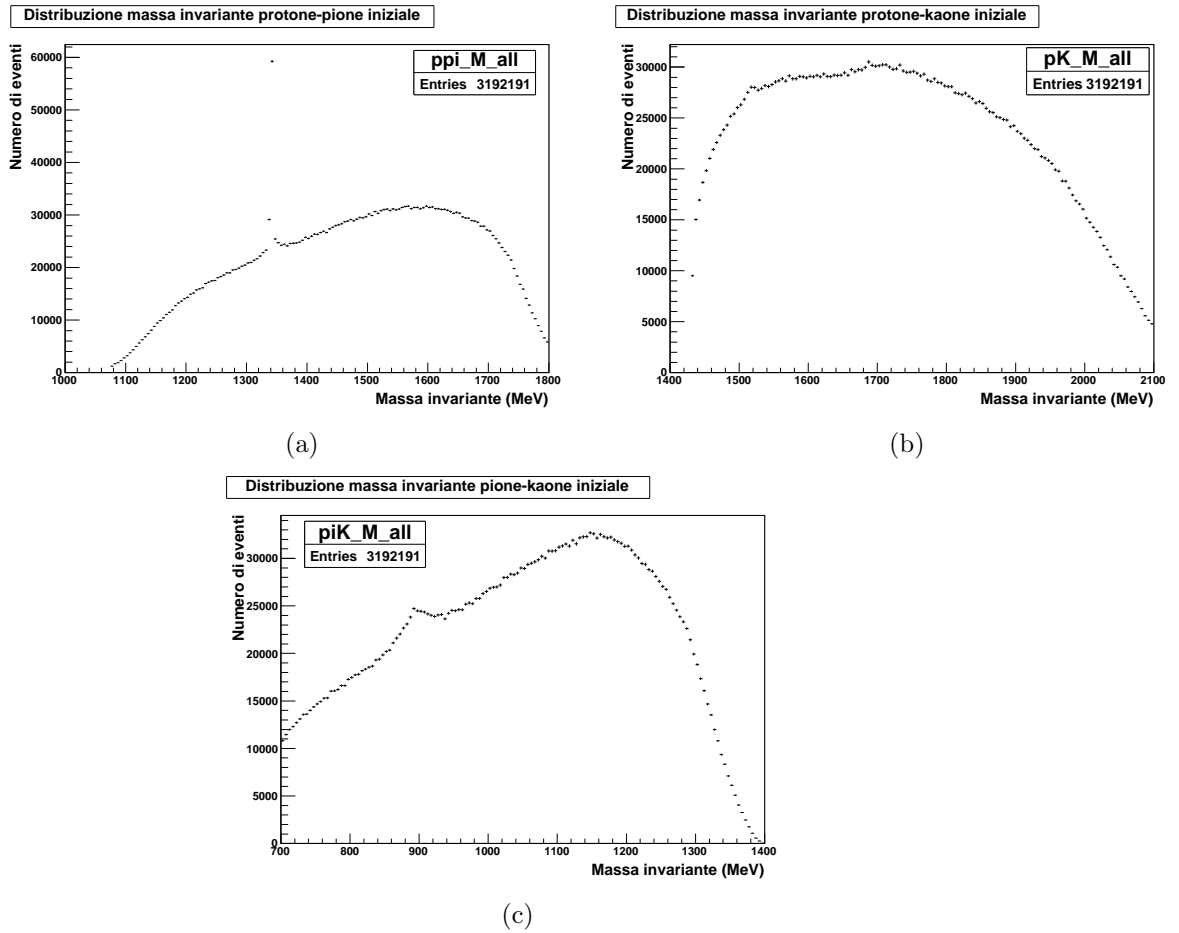 Distribuzione massa invariante protone-pione iniziale
Numero di eventi
60000
50000
40000
30000
20000
10000
0
ppi_M_all
Entries 3192191
1000 1100 1200 1300 1400 1500 1600 1700 1800
Massa invariante (MeV)
(a)
Distribuzione massa invariante protone-kaone iniziale
Numero di eventi
30000
25000
20000
15000
10000
5000
0
pK_M_all
Entries 3192191
1400 1500 1600 1700 1800 1900 2000 2100
Massa invariante (MeV)
(b)
Distribuzione massa invariante pione-kaone iniziale
Numero di eventi
30000
25000
20000
15000
10000
5000
0
piK_M_all
Entries 3192191
700 800 900 1000 1100 1200 1300 1400
Massa invariante (MeV)
(c)